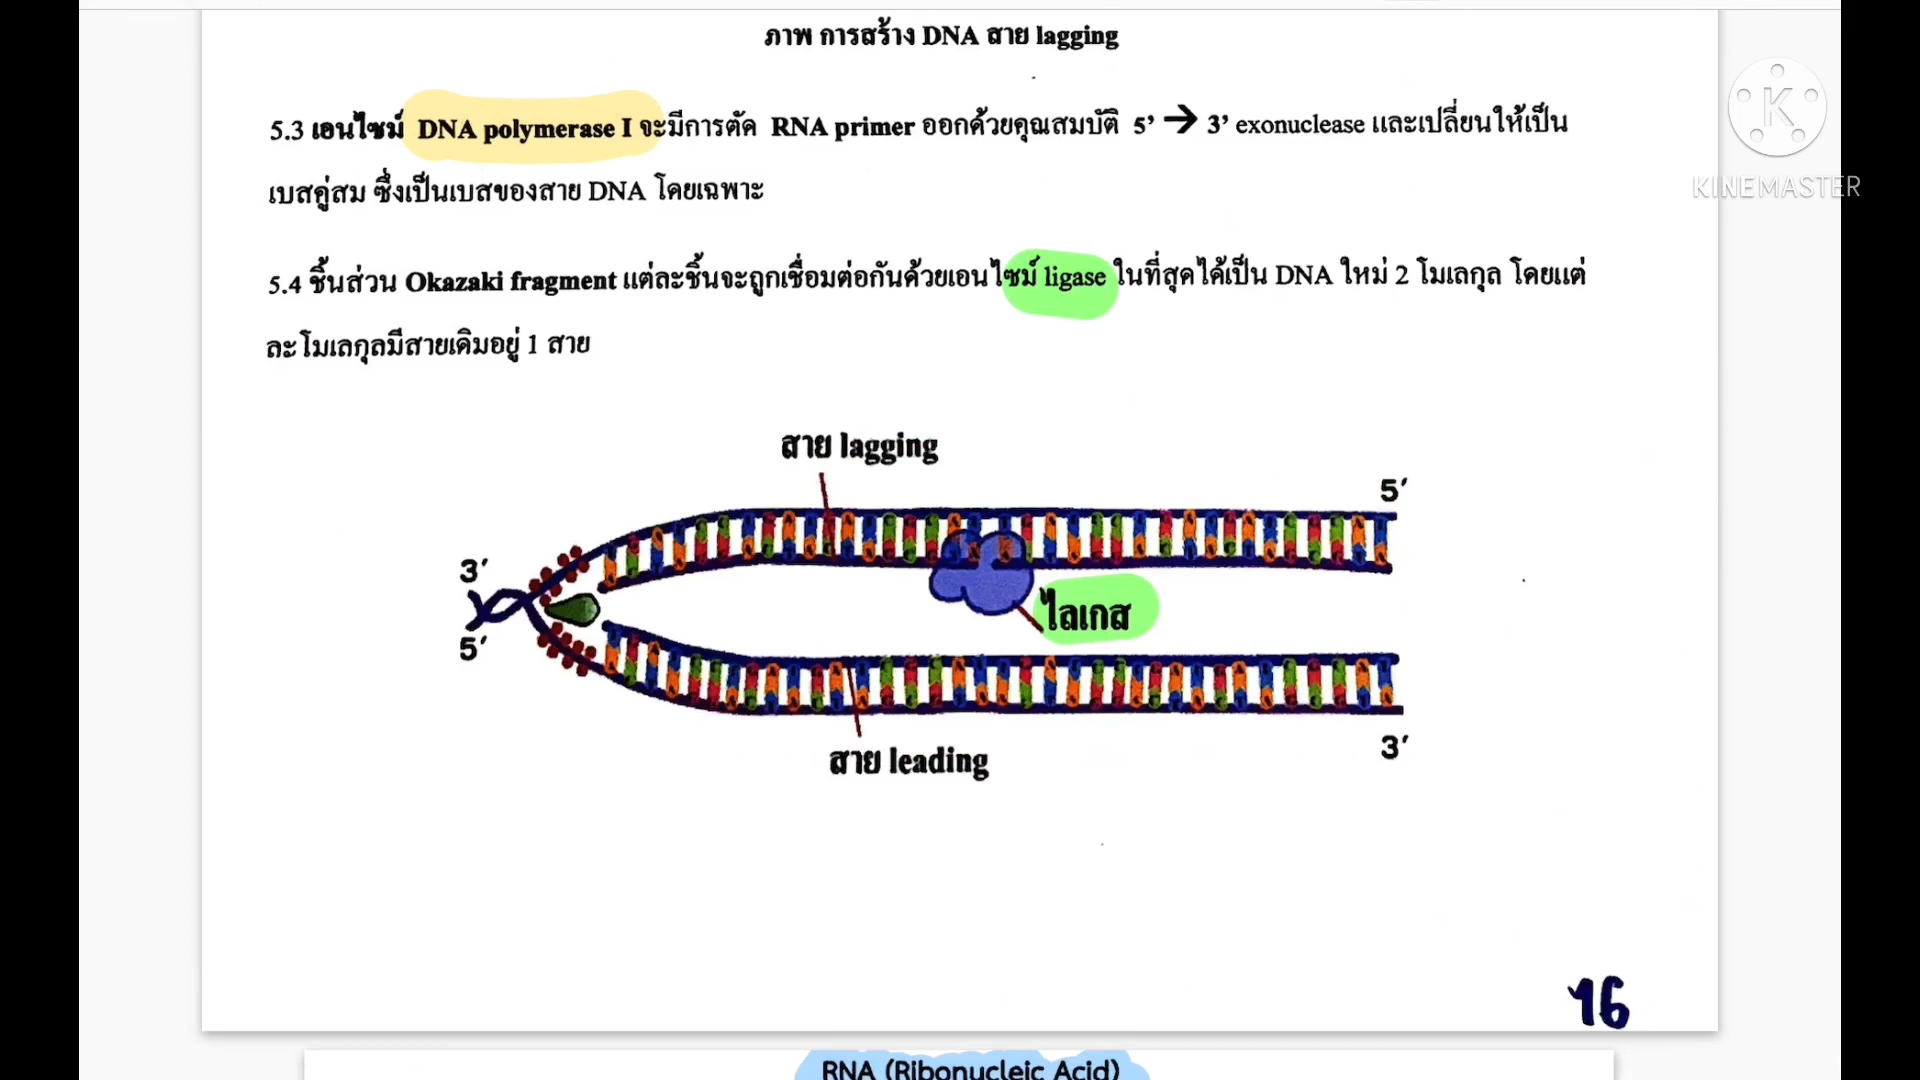 ภาพ การสร้าง DNA สาย lagging
5.3 เอนไซม์ DNA polymerase I จะมีการตัด RNA primer ออกด้วยคุณสมบัติ 5’ → 3’ exonuclease และเปลี่ยนให้เป็น
เบสคู่สม ซึ่งเป็นเบสของสาย DNA โดยเฉพาะ
KINEMASTER
5.4 ชิ้นส่วน Okazaki fragment แต่ละชิ้นจะถูกเชื่อมต่อกันด้วยเอนไซม์ ligase ในที่สุดได้เป็น DNA ใหม่ 2 โมเลกุล โดยแต่
ละโมเลกุลมีสายเดิมอยู่ 1 สาย
สาย lagging
5′
3′
5′
ไลเกส
3′
สาย leading
16
RNA (Ribonucleic Acid)